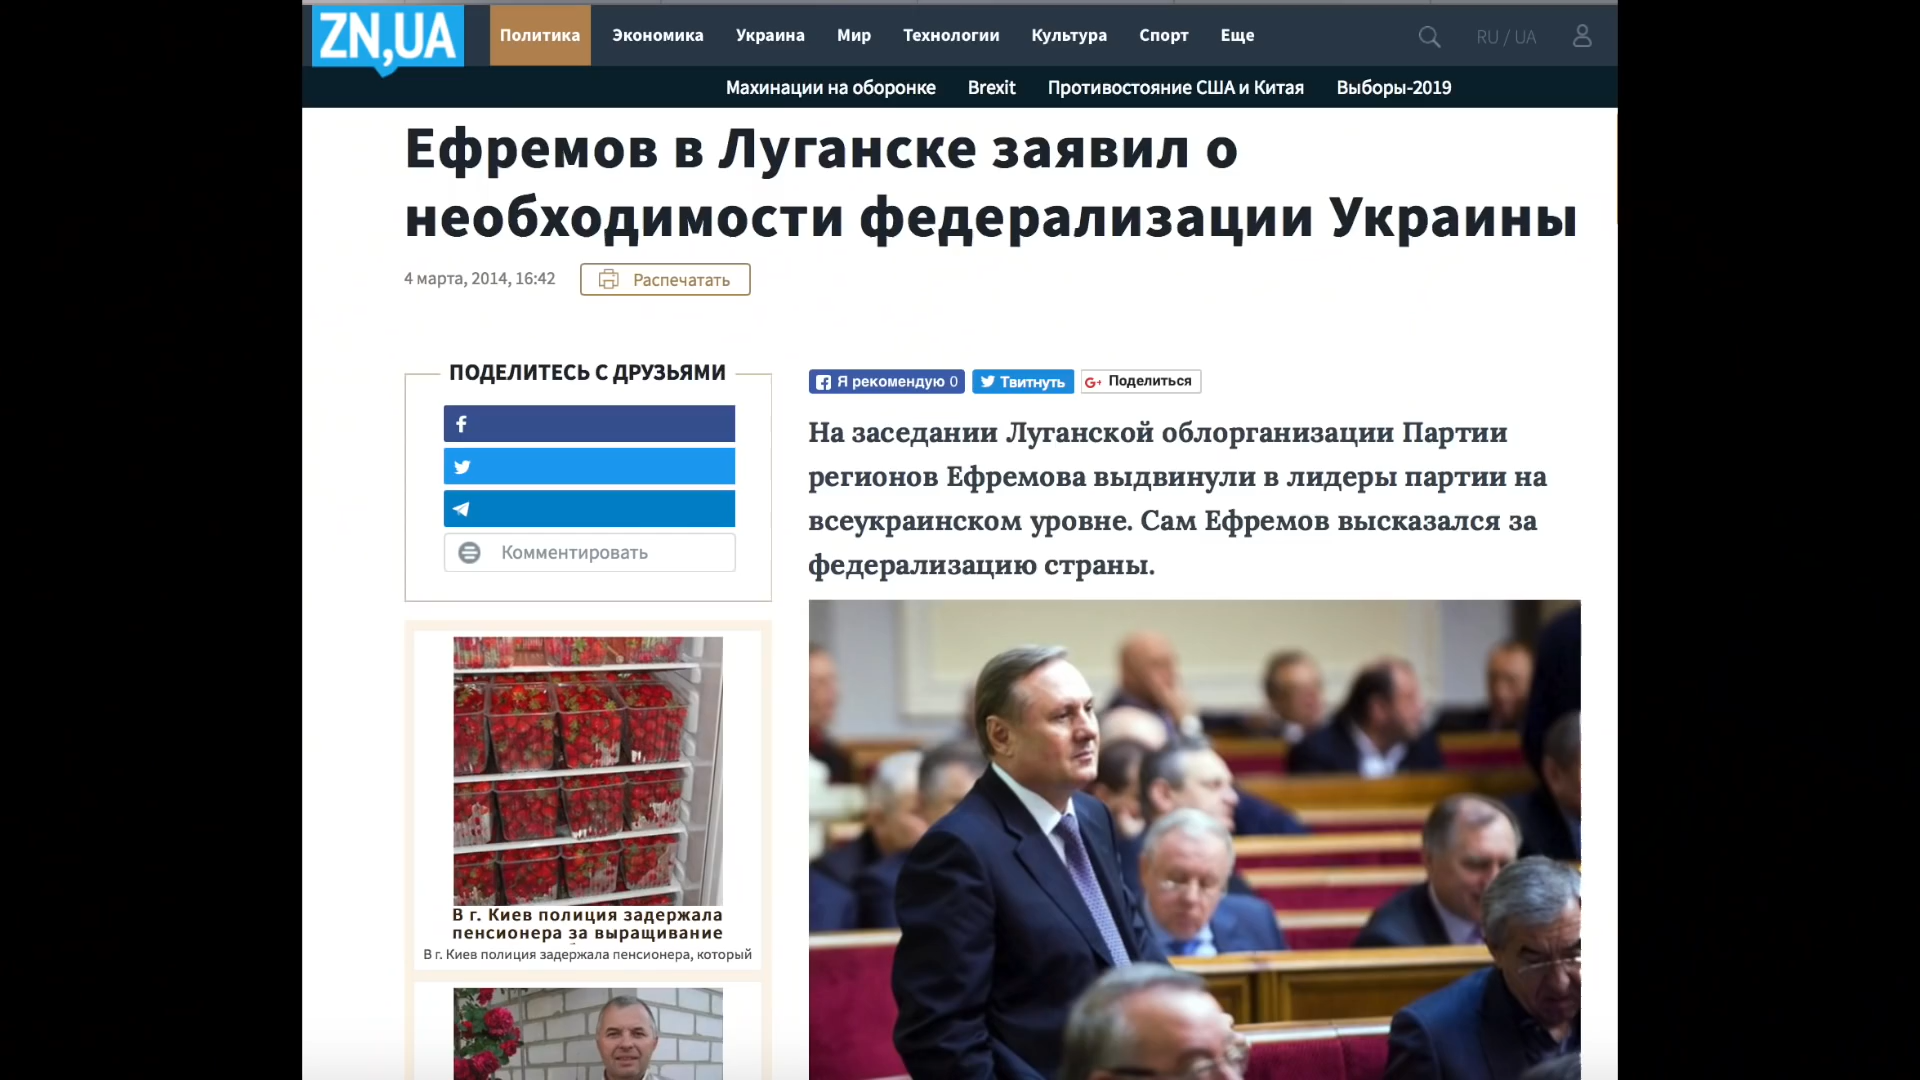 ZN,UA
Политика Экономика Украина Мир Технологии Культура Спорт Еще RU / UA
Махинации на оборонке Brexit Противостояние США и Китая Выборы-2019
Ефремов в Луганске заявил о
необходимости федерализации Украины
4 марта, 2014, 16:42 Распечатать
ПОДЕЛИТЕСЬ С ДРУЗЬЯМИ
Комментировать
В г. Киев полиция задержала
пенсионера за выращивание
В г. Киев полиция задержала пенсионера, который
Я рекомендую 0 Твитнуть G+ Поделиться
На заседании Луганской облорганизации Партии
регионов Ефремова выдвинули в лидеры партии на
всеукраинском уровне. Сам Ефремов высказался за
федерализацию страны.